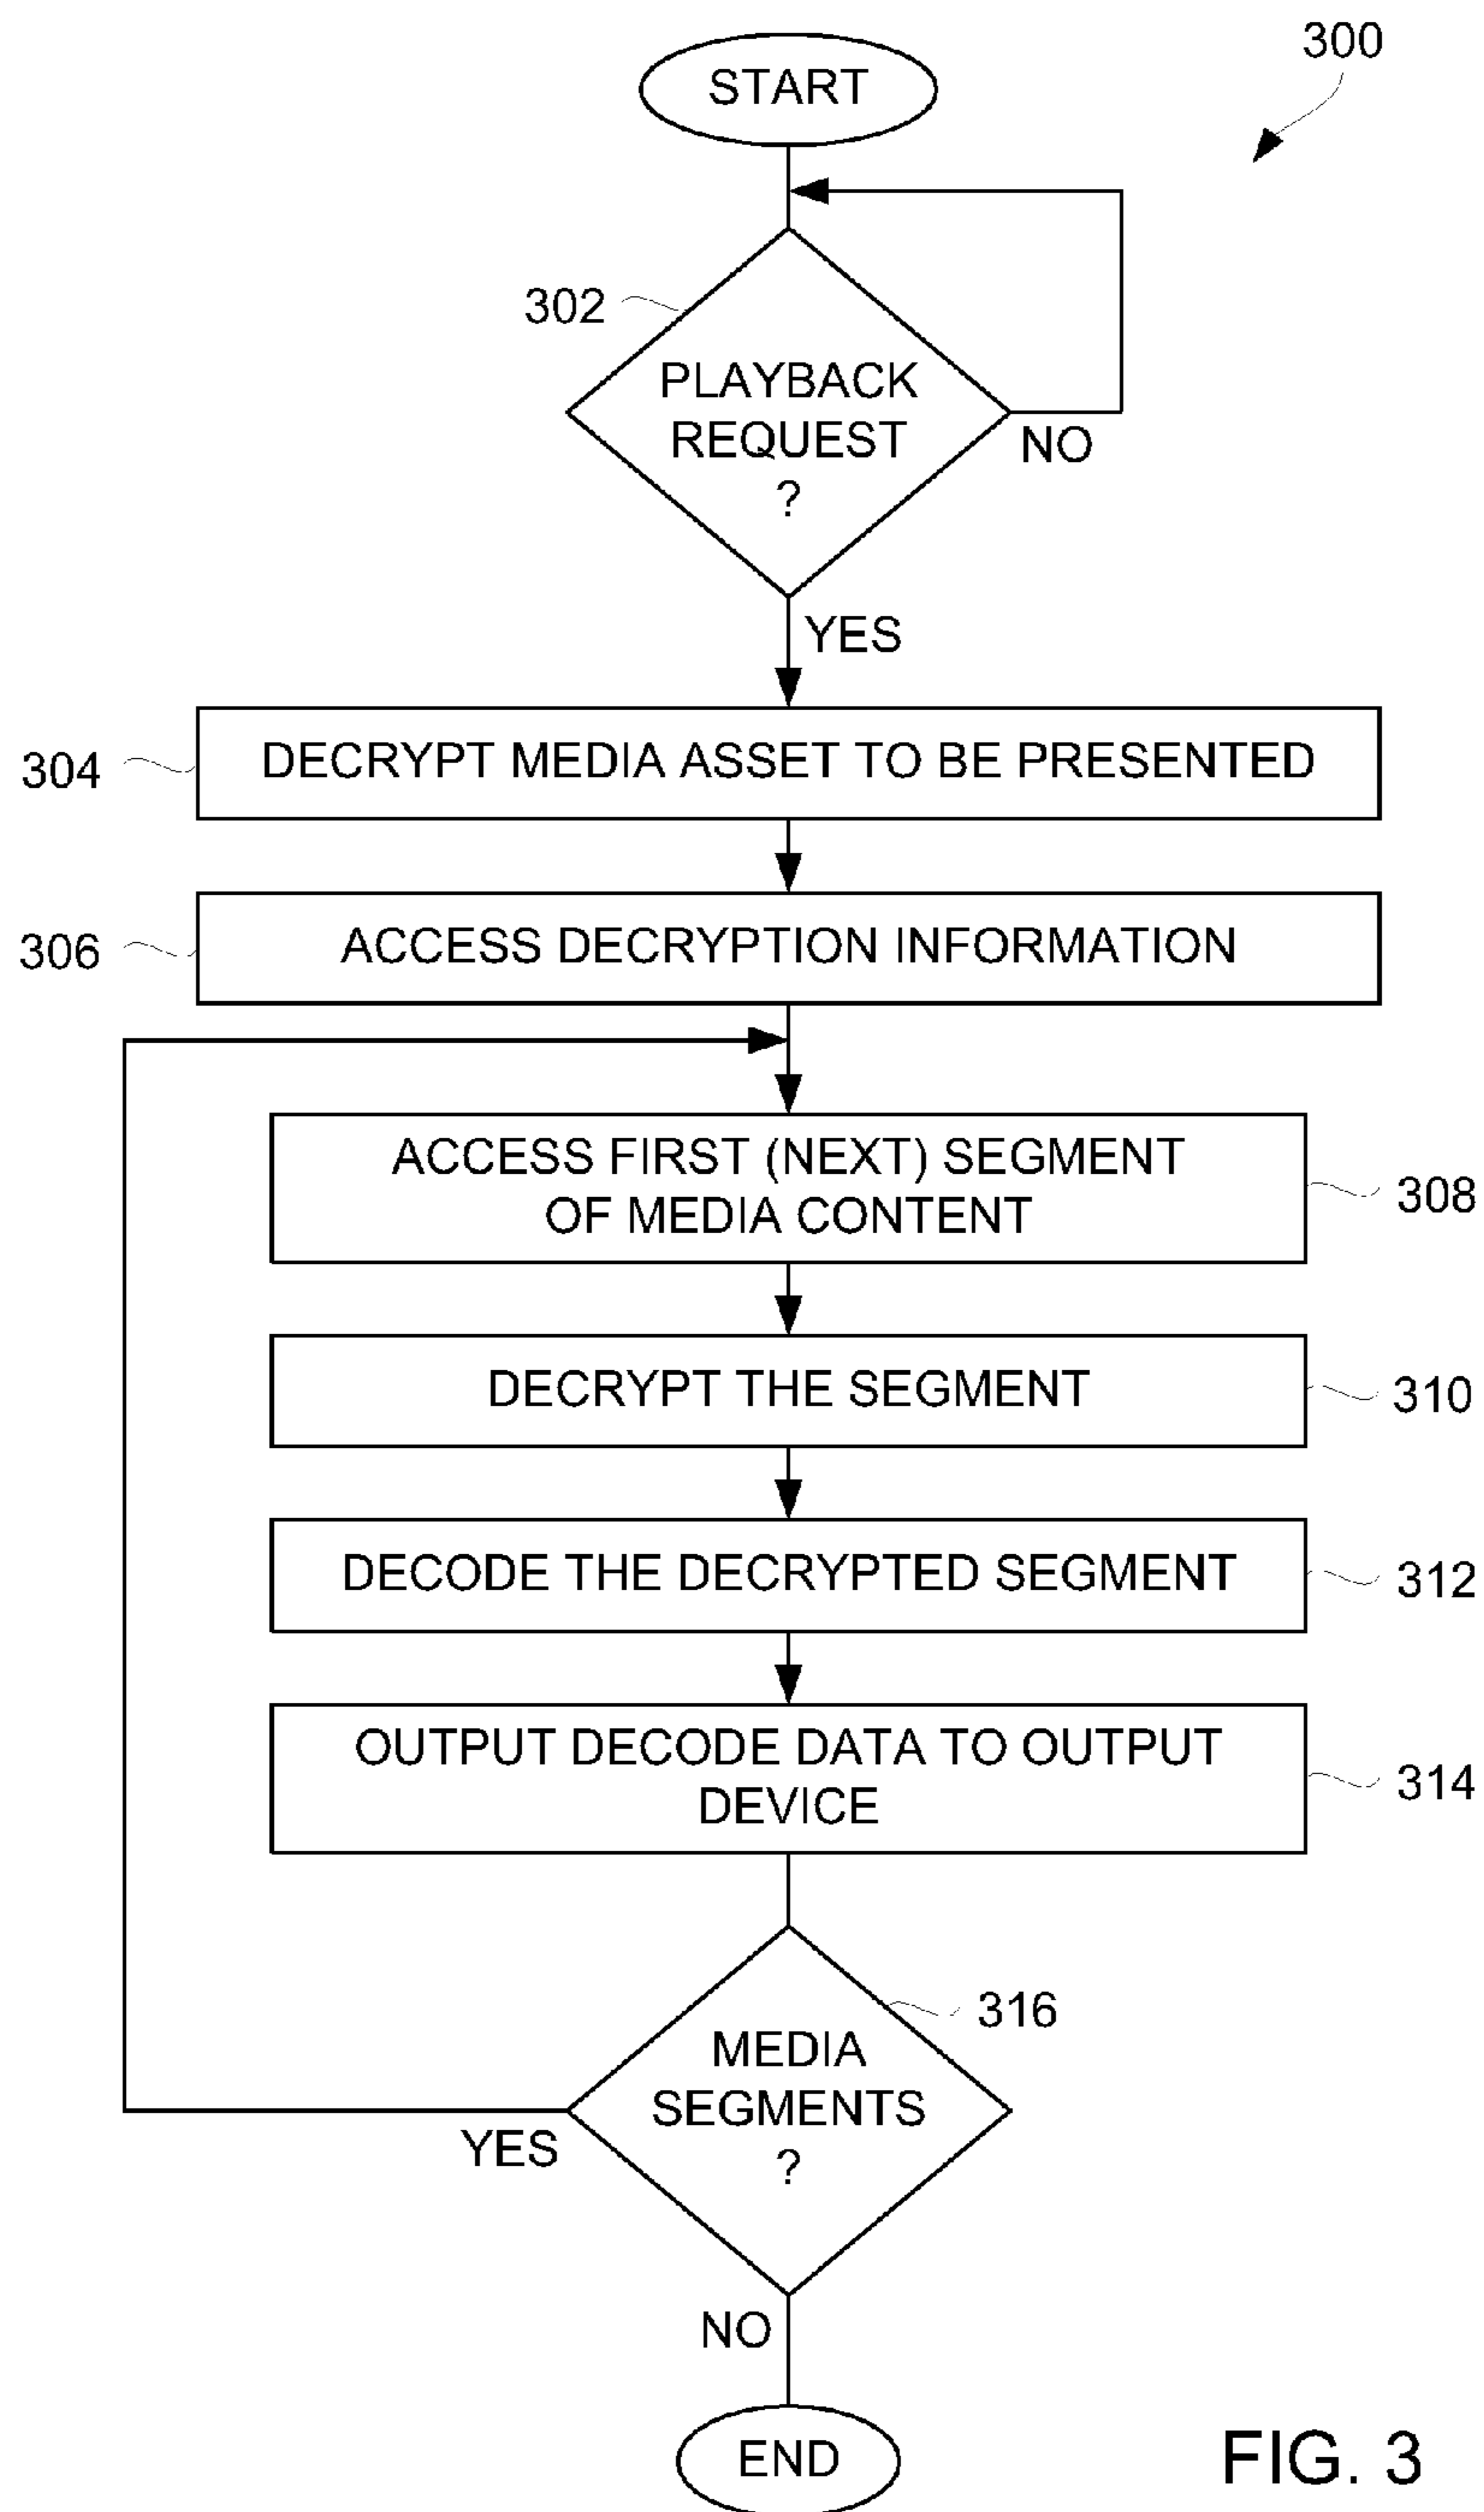 300
START
302
PLAYBACK
REQUEST
?
NO
YES
304
DECRYPT MEDIA ASSET TO BE PRESENTED
306
ACCESS DECRYPTION INFORMATION
ACCESS FIRST (NEXT) SEGMENT
OF MEDIA CONTENT
308
DECRYPT THE SEGMENT
310
DECODE THE DECRYPTED SEGMENT
312
OUTPUT DECODE DATA TO OUTPUT
DEVICE
314
316
MEDIA
SEGMENTS
?
YES
NO
END
FIG. 3